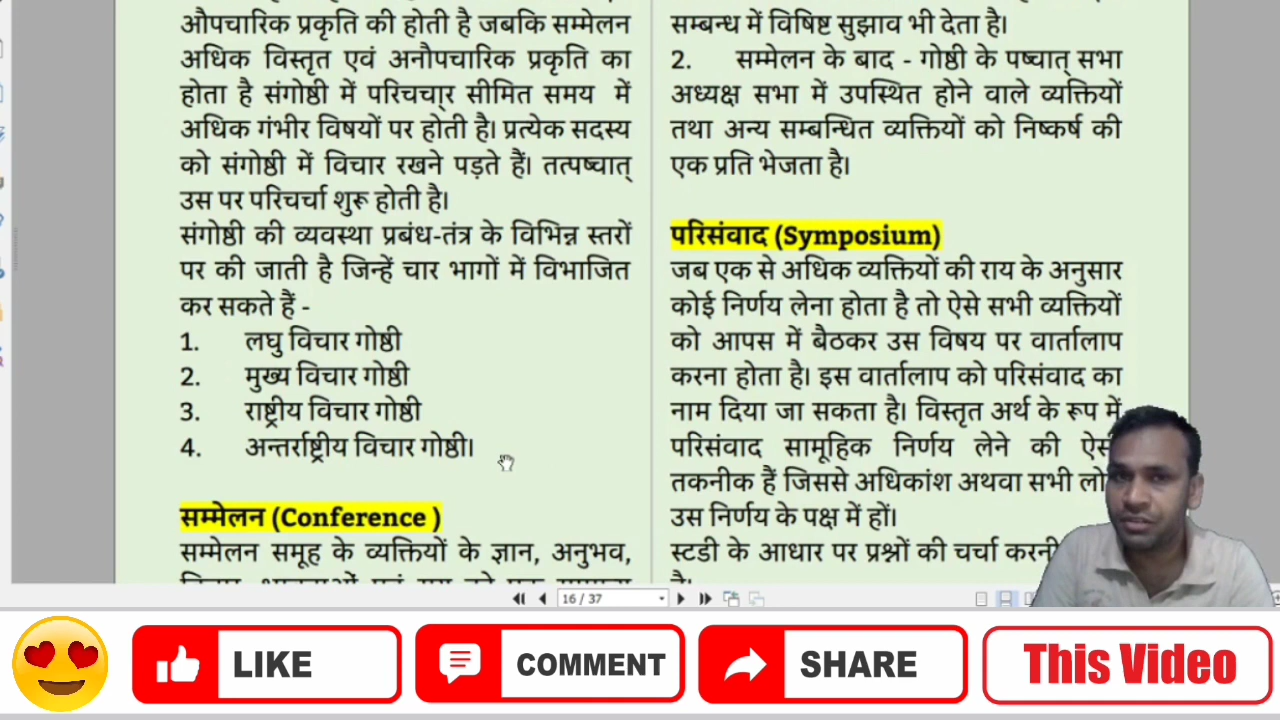 औपचारिक प्रकृति की होती है जबकि सम्मेलन
अधिक विस्तृत एवं अनौपचारिक प्रकृति का
होता है संगोष्ठी में परिचचा्र सीमित समय में
अधिक गंभीर विषयों पर होती है। प्रत्येक सदस्य
को संगोष्ठी में विचार रखने पड़ते हैं। तत्पष्चात्
उस पर परिचर्चा शुरू होती है।
संगोष्ठी की व्यवस्था प्रबंध-तंत्र के विभिन्न स्तरों
पर की जाती है जिन्हें चार भागों में विभाजित
कर सकते हैं -
1. लघु विचार गोष्ठी
2. मुख्य विचार गोष्ठी
3. राष्ट्रीय विचार गोष्ठी
4. अन्तर्राष्ट्रीय विचार गोष्ठी।
सम्मेलन (Conference )
सम्मेलन समूह के व्यक्तियों के ज्ञान, अनुभव,
सम्बन्ध में विषिष्ट सुझाव भी देता है।
2. सम्मेलन के बाद - गोष्ठी के पष्चात् सभा
अध्यक्ष सभा में उपस्थित होने वाले व्यक्तियों
तथा अन्य सम्बन्धित व्यक्तियों को निष्कर्ष की
एक प्रति भेजता है।
परिसंवाद (Symposium)
जब एक से अधिक व्यक्तियों की राय के अनुसार
कोई निर्णय लेना होता है तो ऐसे सभी व्यक्तियों
को आपस में बैठकर उस विषय पर वार्तालाप
करना होता है। इस वार्तालाप को परिसंवाद का
नाम दिया जा सकता है। विस्तृत अर्थ के रूप में
परिसंवाद सामूहिक निर्णय लेने की
तकनीक हैं जिससे अधिकांश अथवा सभी
उस निर्णय के पक्ष में हों।
स्टडी के आधार पर प्रश्नों की चर्चा
है।
16 / 37
LIKE
COMMENT
SHARE
This Video